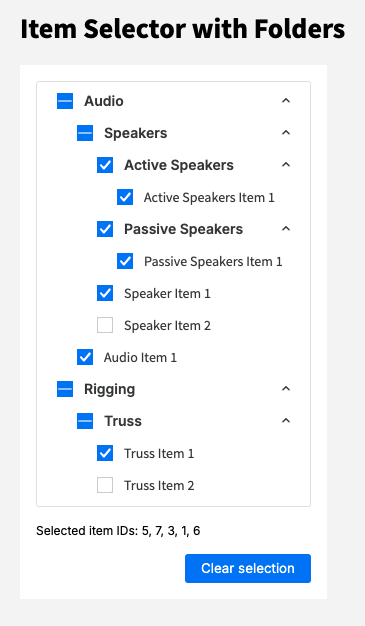 Item Selector with Folders
Audio
Speakers
Active Speakers
Active Speakers Item 1
Passive Speakers
Passive Speakers Item 1
Speaker Item 1
Speaker Item 2
Audio Item 1
Rigging
Truss
Truss Item 1
Truss Item 2
Selected item IDs: 5, 7, 3, 1, 6
Clear selection